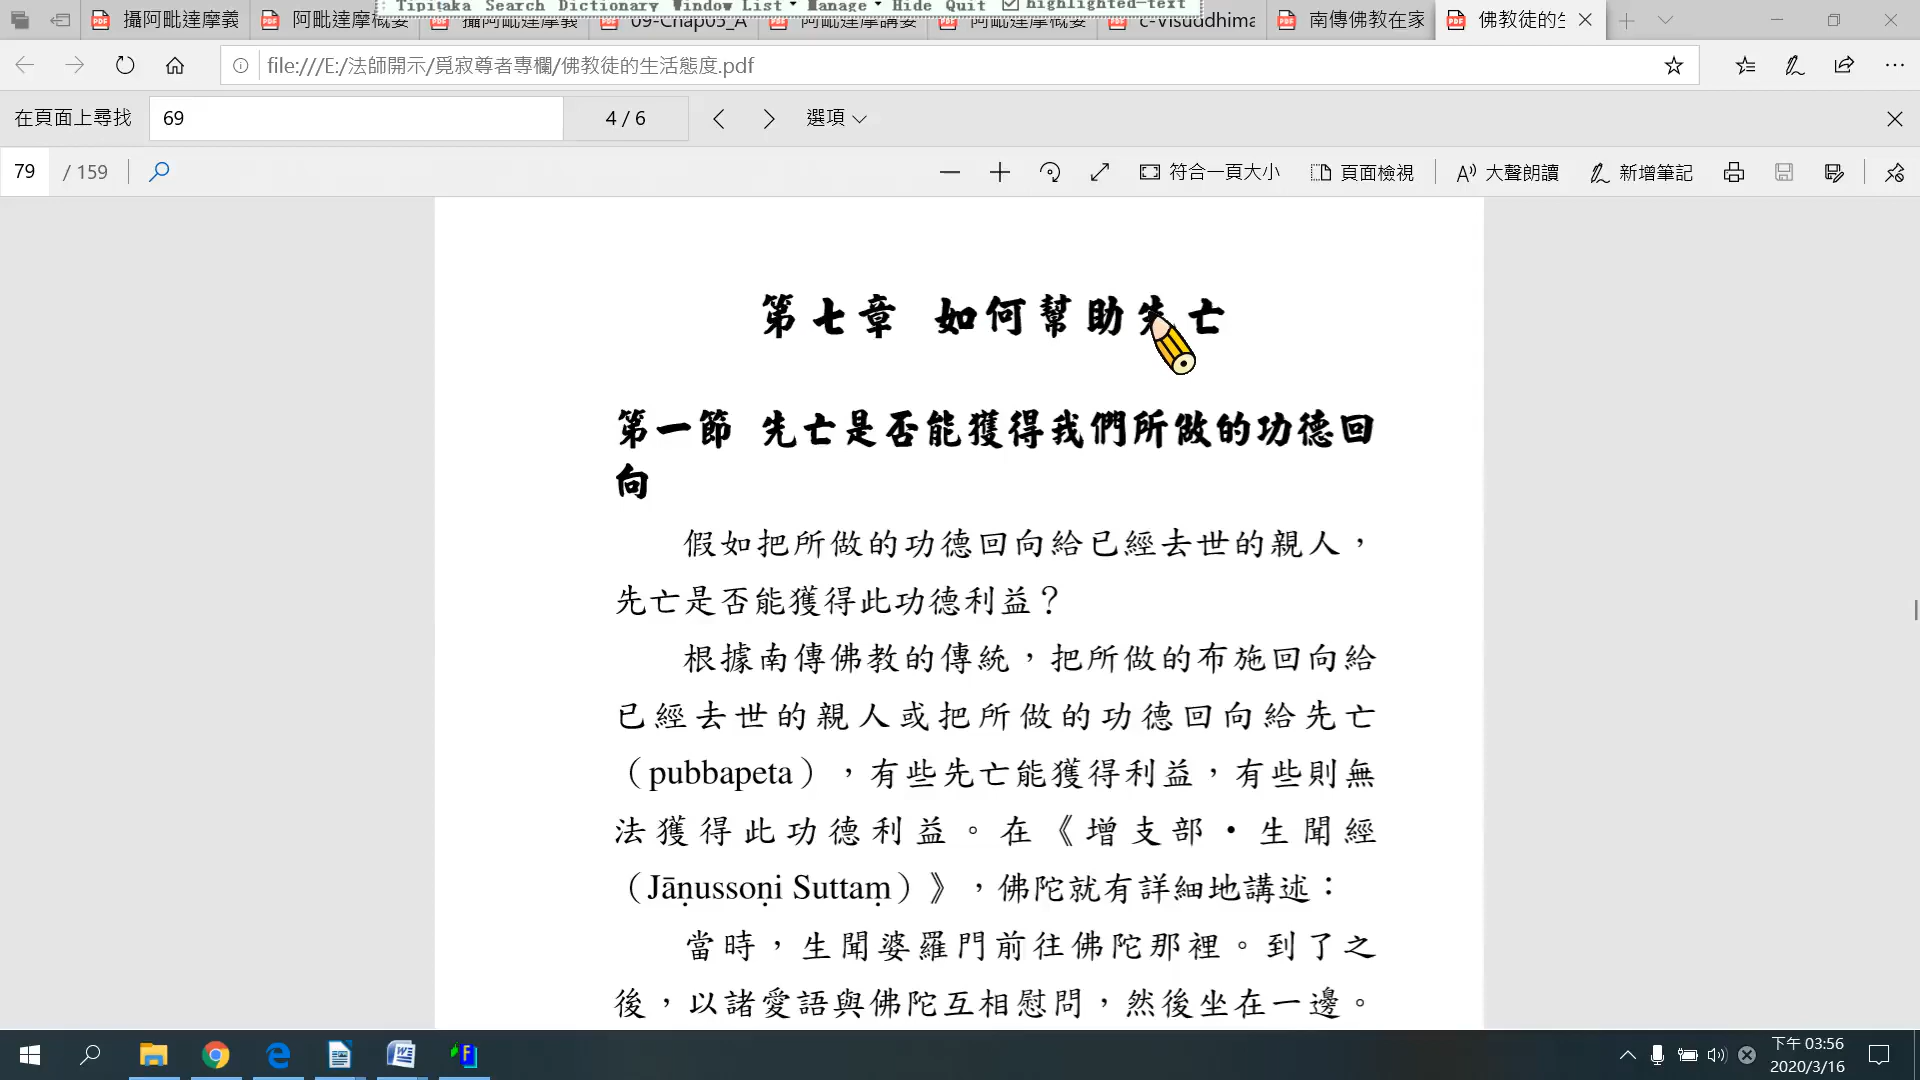 Tipitaka Search Dictionary Window List Manage Hide Quit highlighted-text
攝阿毗達摩義
阿毗達摩概要
攝阿毗達摩義
09-Chap05_A
阿毗達摩講要
阿毗達摩概要
c-Visuddhima
南傳佛教在家
佛教徒的生
file:///E:/法師開示/覓寂尊者專欄/佛教徒的生活態度.pdf
在頁面上尋找 69 4 / 6 選項
79 / 159 符合一頁大小 頁面檢視 大聲朗讀 新增筆記
第七章 如何幫助先亡
第一節 先亡是否能獲得我們所做的功德回
向
假如把所做的功德回向給已經去世的親人，
先亡是否能獲得此功德利益？
根據南傳佛教的傳統，把所做的布施回向給
已經去世的親人或把所做的功德回向給先亡
（pubbapeta），有些先亡能獲得利益，有些則無
法獲得此功德利益。在《增支部•生聞經
（Jāṇussoṇi Suttaṃ）》，佛陀就有詳細地講述：
當時，生聞婆羅門前往佛陀那裡。到了之
後，以諸愛語與佛陀互相慰問，然後坐在一邊。
下午 03:56
2020/3/16